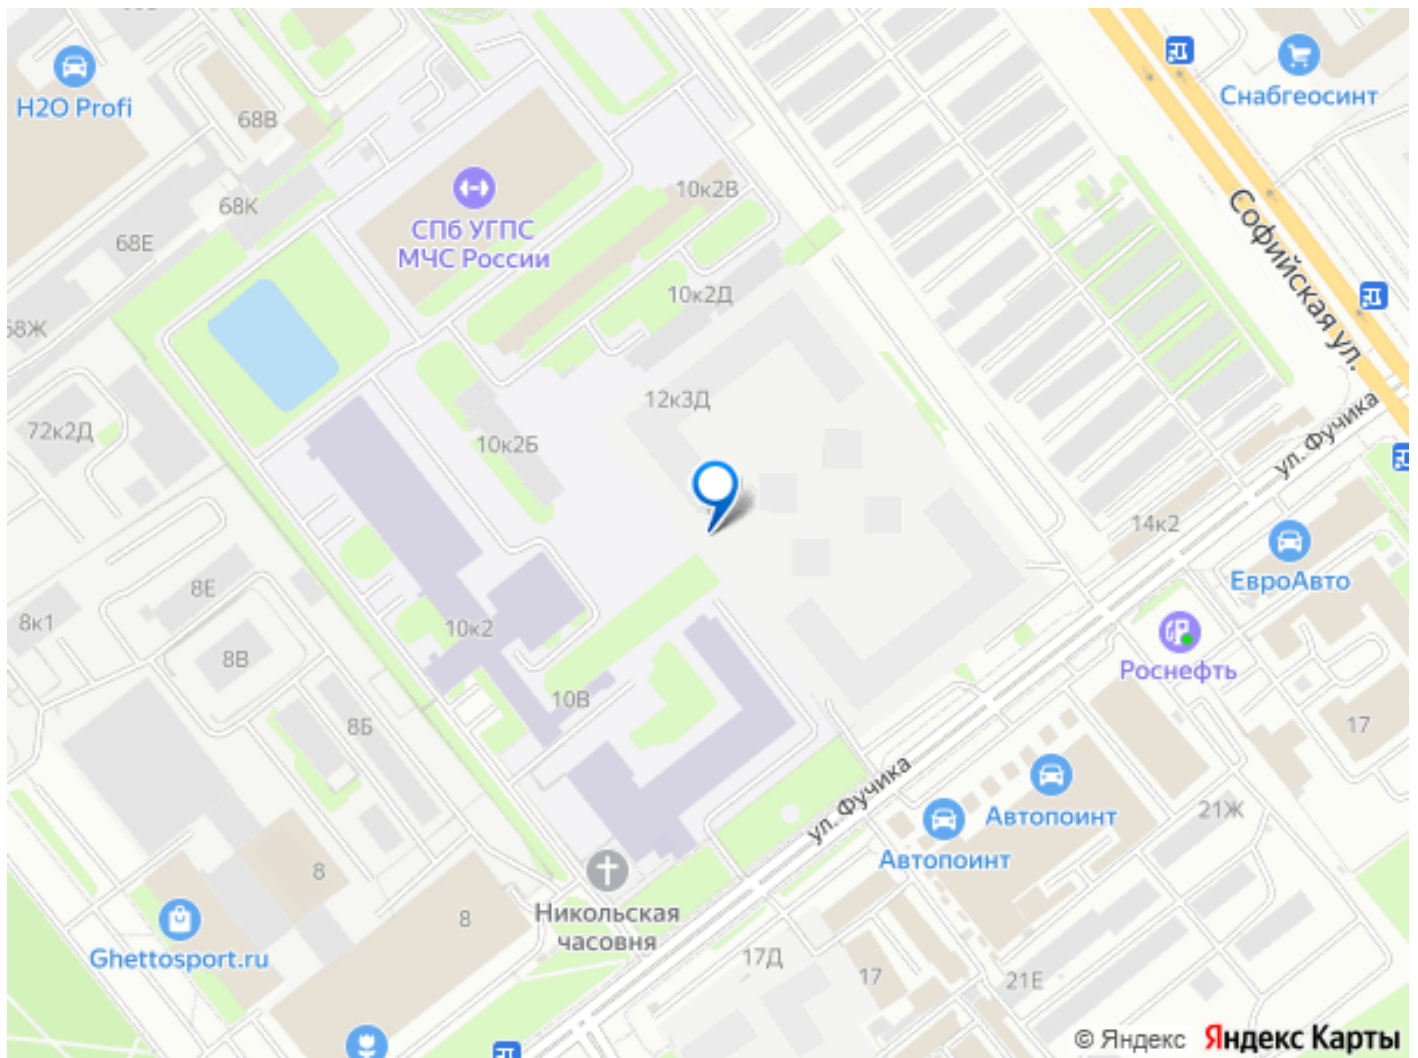 H2O Profi
68В
68К
68Е
68Ж
СПб УГПС
МЧС России
10к2В
10к2Д
Снабгеосинт
Софийская ул.
72к2Д
12к3Д
10к2Б
ул. Фучика
14к2
ЕвроАвто
8Е
8к1
8В
10к2
10В
8Б
Роснефть
17
ул. Фучика
Автопоинт
Автопоинт
21Ж
8
8
Никольская
часовня
Ghettosport.ru
17Д
17
21Е
© Яндекс Яндекс Карты